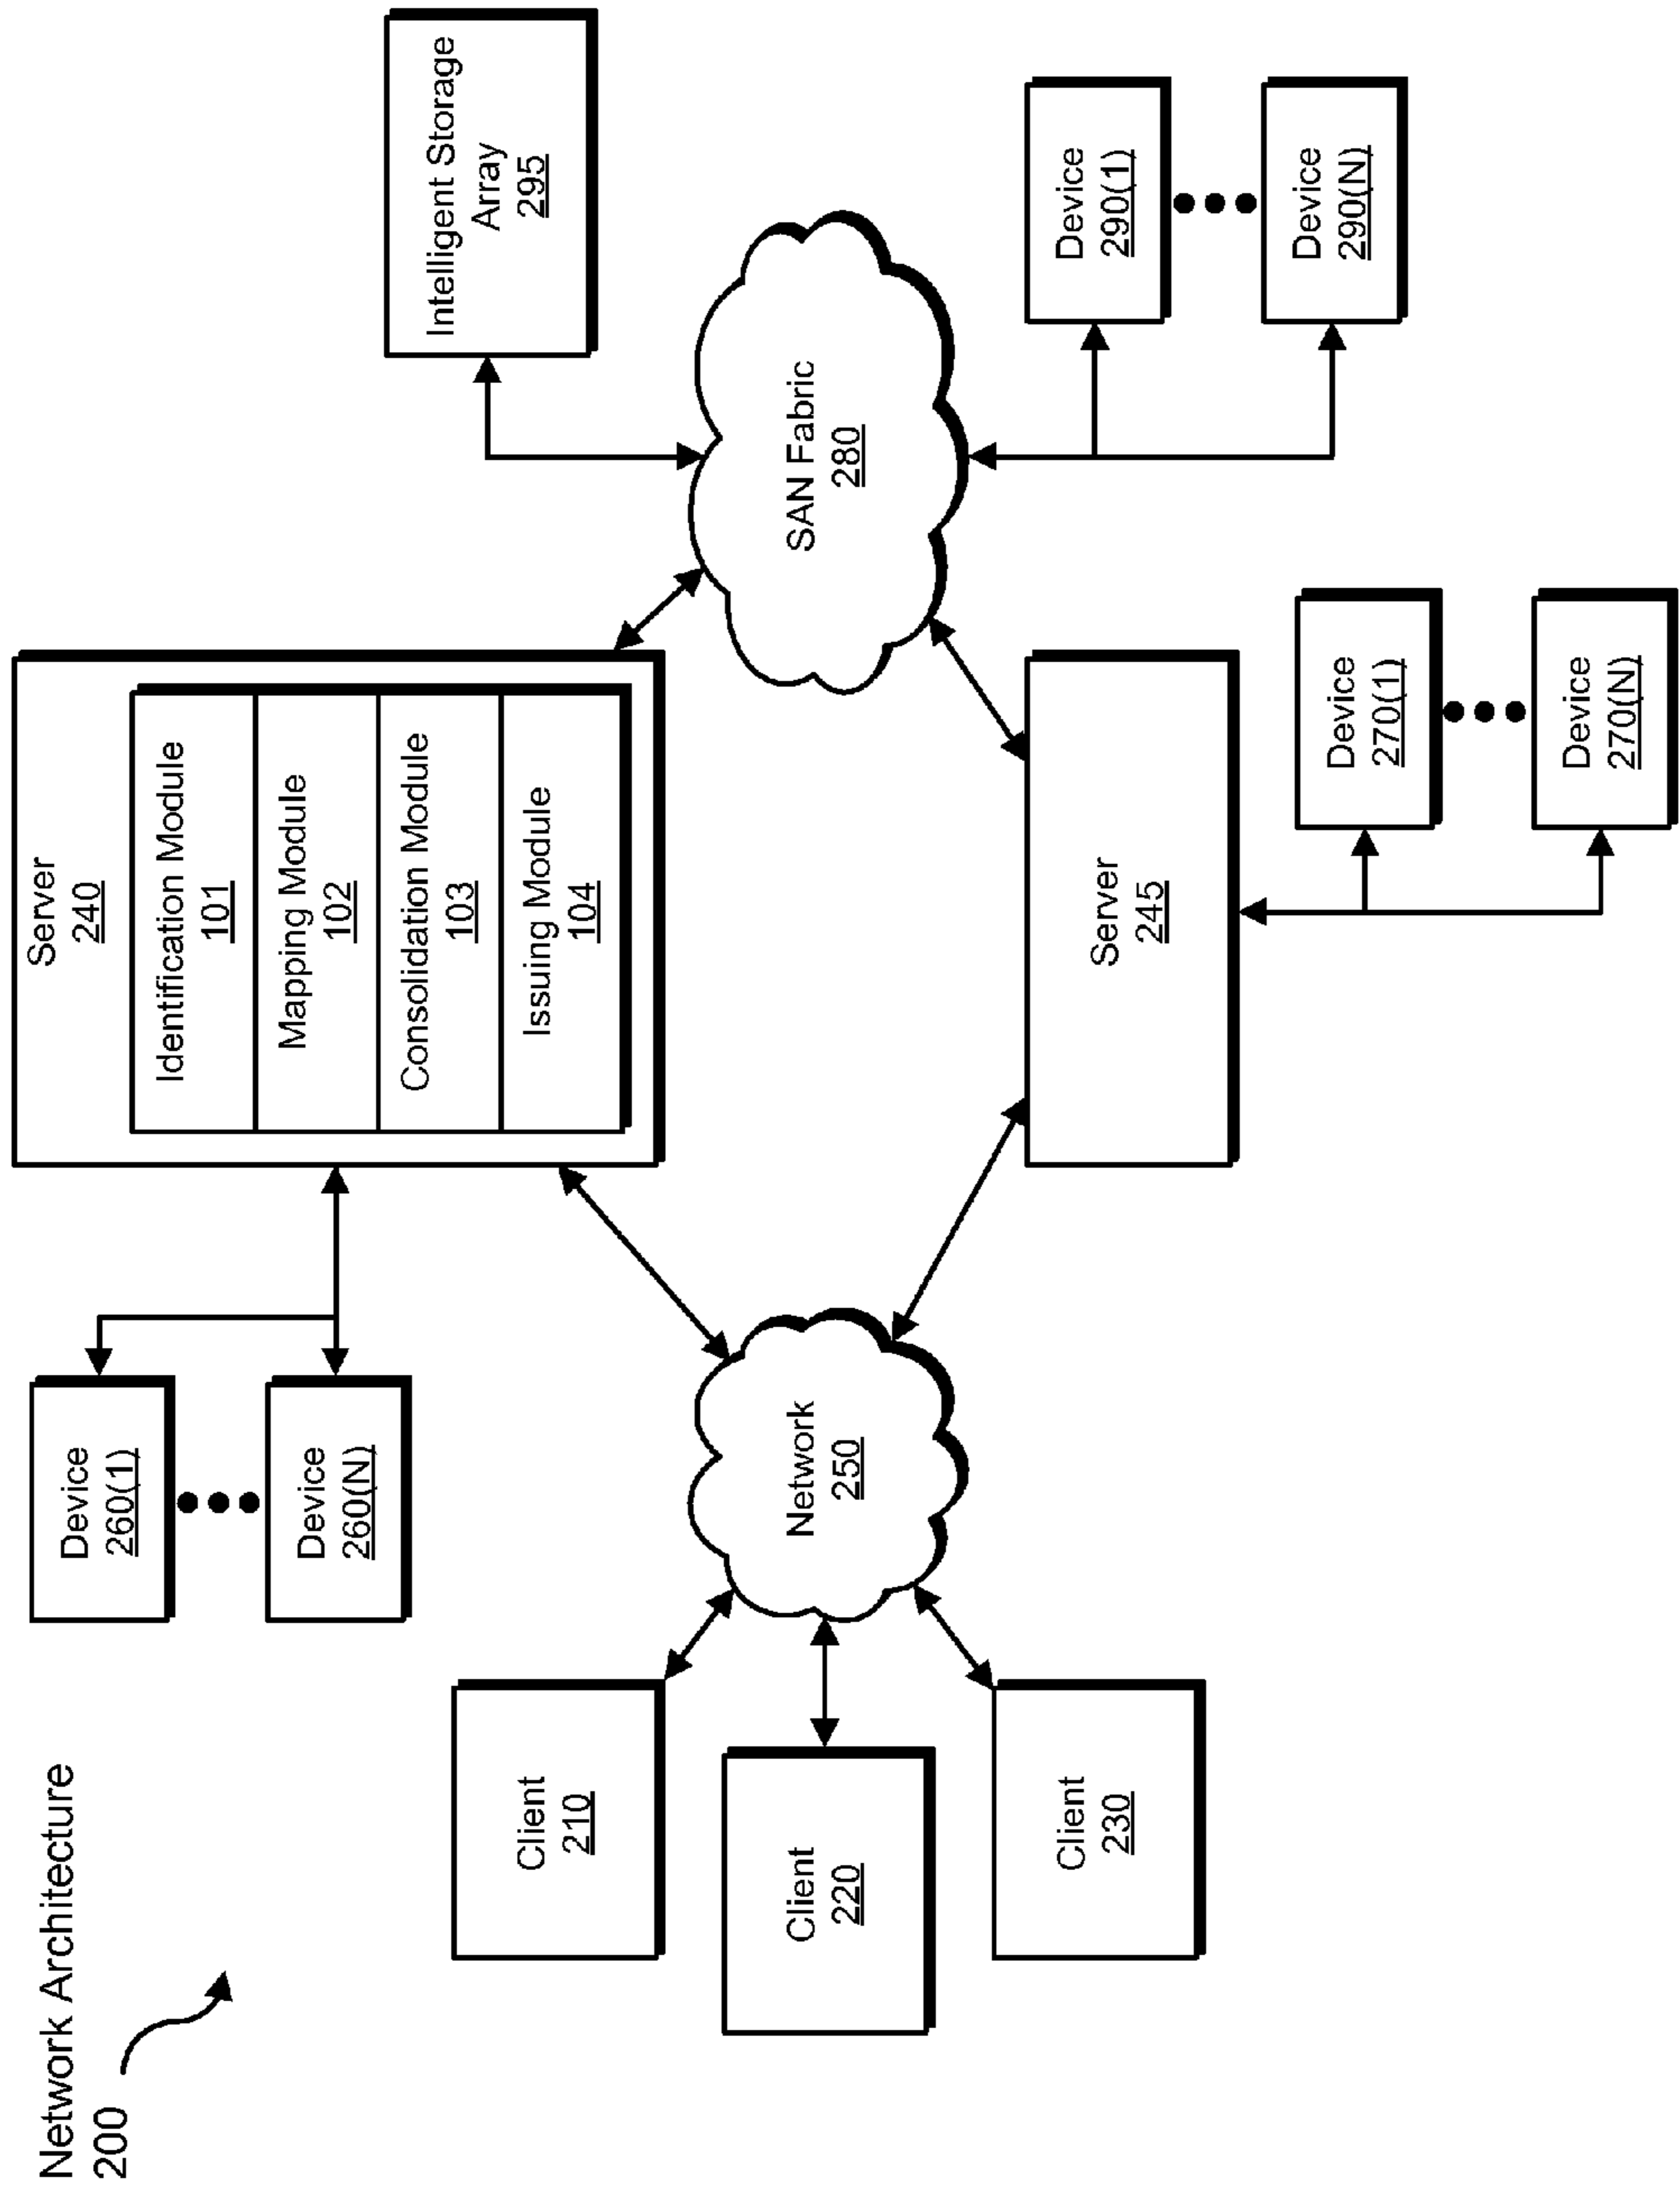 Network Architecture
200
Device
260(1)
Device
260(N)
Server
240
Identification Module
101
Mapping Module
102
Consolidation Module
103
Issuing Module
104
Intelligent Storage
Array
295
Client
210
Client
220
Client
230
Network
250
SAN Fabric
280
Server
245
Device
290(1)
Device
290(N)
Device
270(1)
Device
270(N)